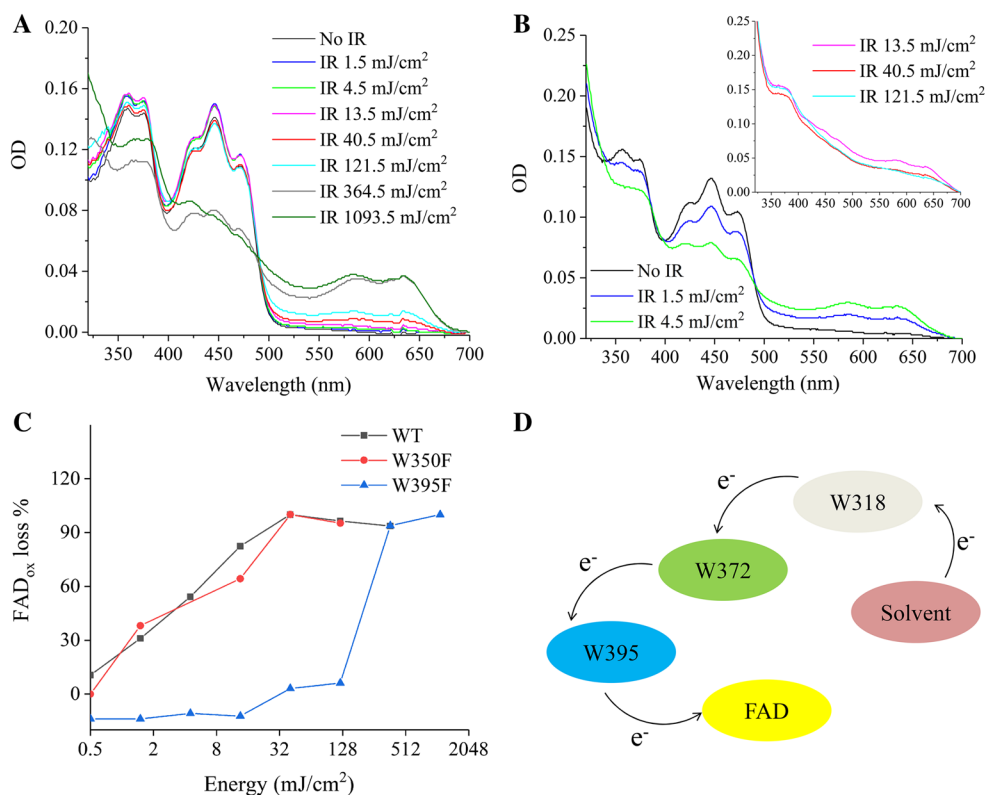 A
0.16
0.12
0.08
0.04
0.00
OD
350 400 450 500 550 600 650 700
Wavelength (nm)
No IR
IR 1.5 mJ/cm²
IR 4.5 mJ/cm²
IR 13.5 mJ/cm²
IR 40.5 mJ/cm²
IR 121.5 mJ/cm²
IR 364.5 mJ/cm²
IR 1093.5 mJ/cm²
B
0.25
0.20
0.15
0.10
0.05
0.00
OD
350 400 450 500 550 600 650 700
Wavelength (nm)
No IR
IR 1.5 mJ/cm²
IR 4.5 mJ/cm²
0.25
0.20
0.15
0.10
0.05
0.00
350 400 450 500 550 600 650 700
IR 13.5 mJ/cm²
IR 40.5 mJ/cm²
IR 121.5 mJ/cm²
C
120
90
60
30
0
FADox loss %
0.5 2 8 32 128 512 2048
Energy (mJ/cm²)
WT
W350F
W395F
D
e⁻
W318
e⁻
W372
e⁻
Solvent
W395
FAD
e⁻